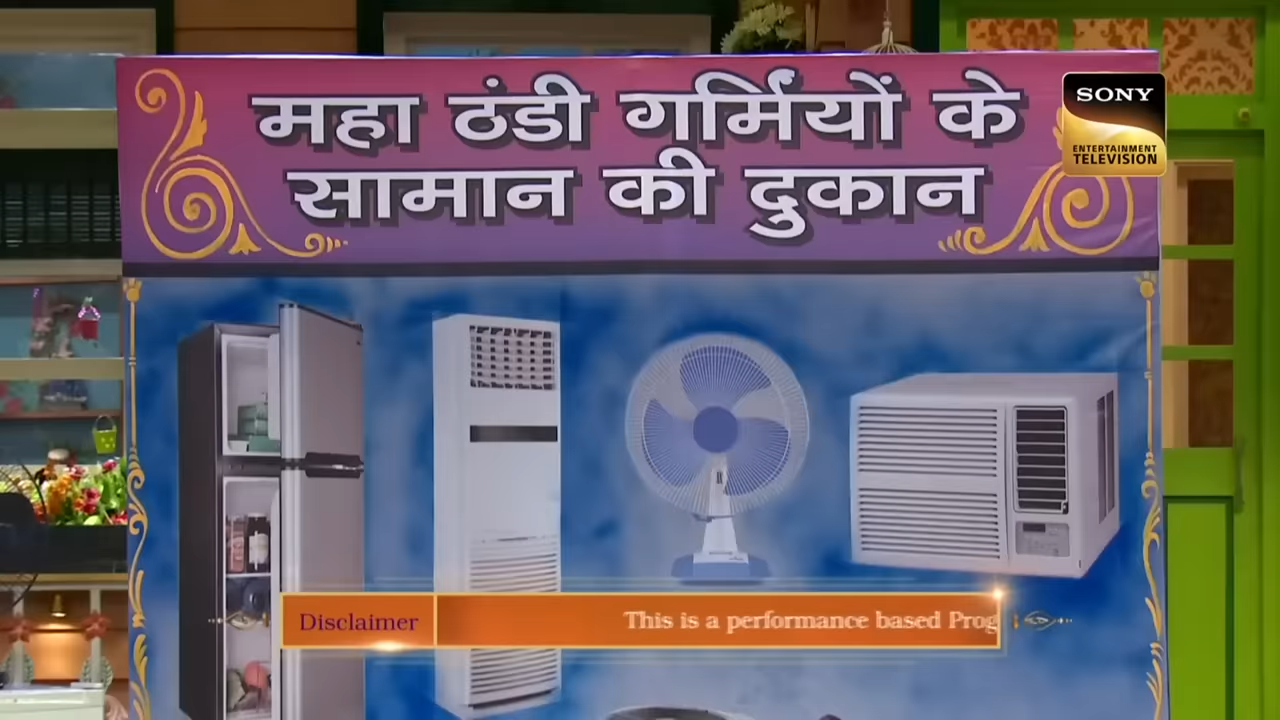 महा ठंडी गर्मियों के
सामान की दुकान
SONY
ENTERTAINMENT
TELEVISION
Disclaimer
This is a performance based Prog